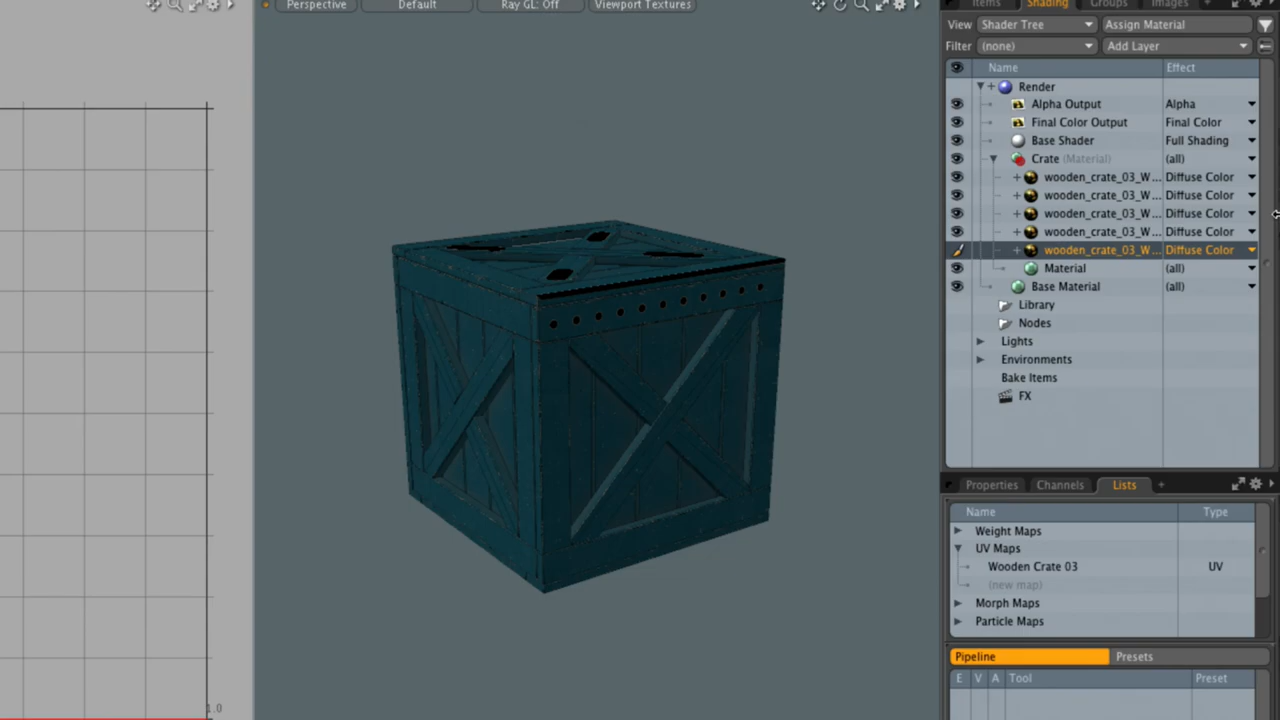 Perspective Default Ray GL: Off Viewport Textures
Items Shading Groups Images +
View Shader Tree Assign Material
Filter (none) Add Layer
Name Effect
Render
Alpha Output Alpha
Final Color Output Final Color
Base Shader Full Shading
Crate (Material) (all)
wooden_crate_03_W... Diffuse Color
wooden_crate_03_W... Diffuse Color
wooden_crate_03_W... Diffuse Color
wooden_crate_03_W... Diffuse Color
wooden_crate_03_W... Diffuse Color
Material (all)
Base Material (all)
Library
Nodes
Lights
Environments
Bake Items
FX
Properties Channels Lists +
Name Type
Weight Maps
UV Maps
Wooden Crate 03 UV
(new map)
Morph Maps
Particle Maps
Pipeline Presets
E V A Tool Preset
1.0